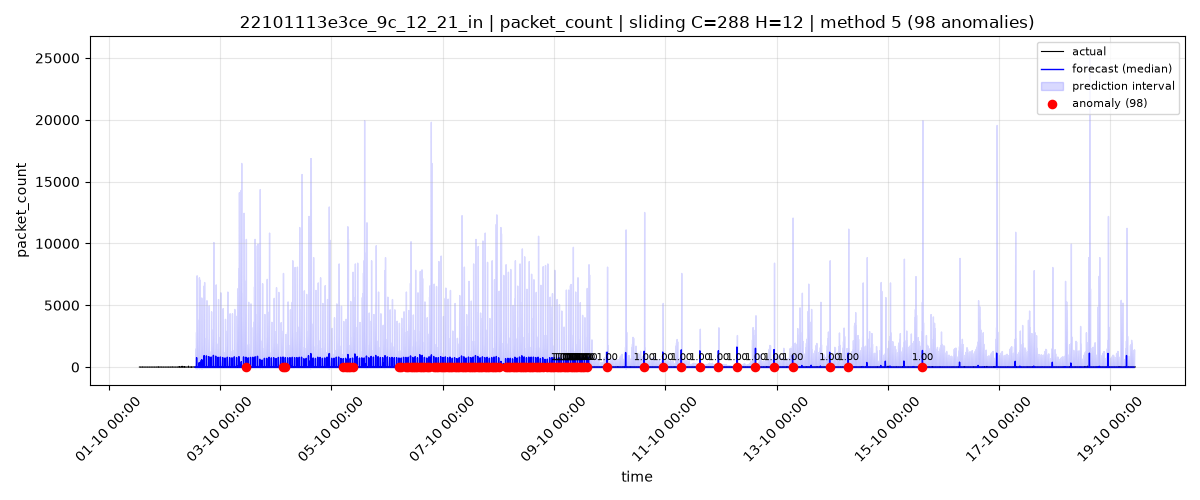 22101113e3ce_9c_12_21_in | packet_count | sliding C=288 H=12 | method 5 (98 anomalies)
actual
forecast (median)
prediction interval
anomaly (98)
packet_count
25000
20000
15000
10000
5000
0
1.00 1.00 1.00 1.00 1.00 1.00 1.00 1.00 1.00 1.00 1.00 1.00 1.00
01-10 00:00
03-10 00:00
05-10 00:00
07-10 00:00
09-10 00:00
11-10 00:00
13-10 00:00
15-10 00:00
17-10 00:00
19-10 00:00
time